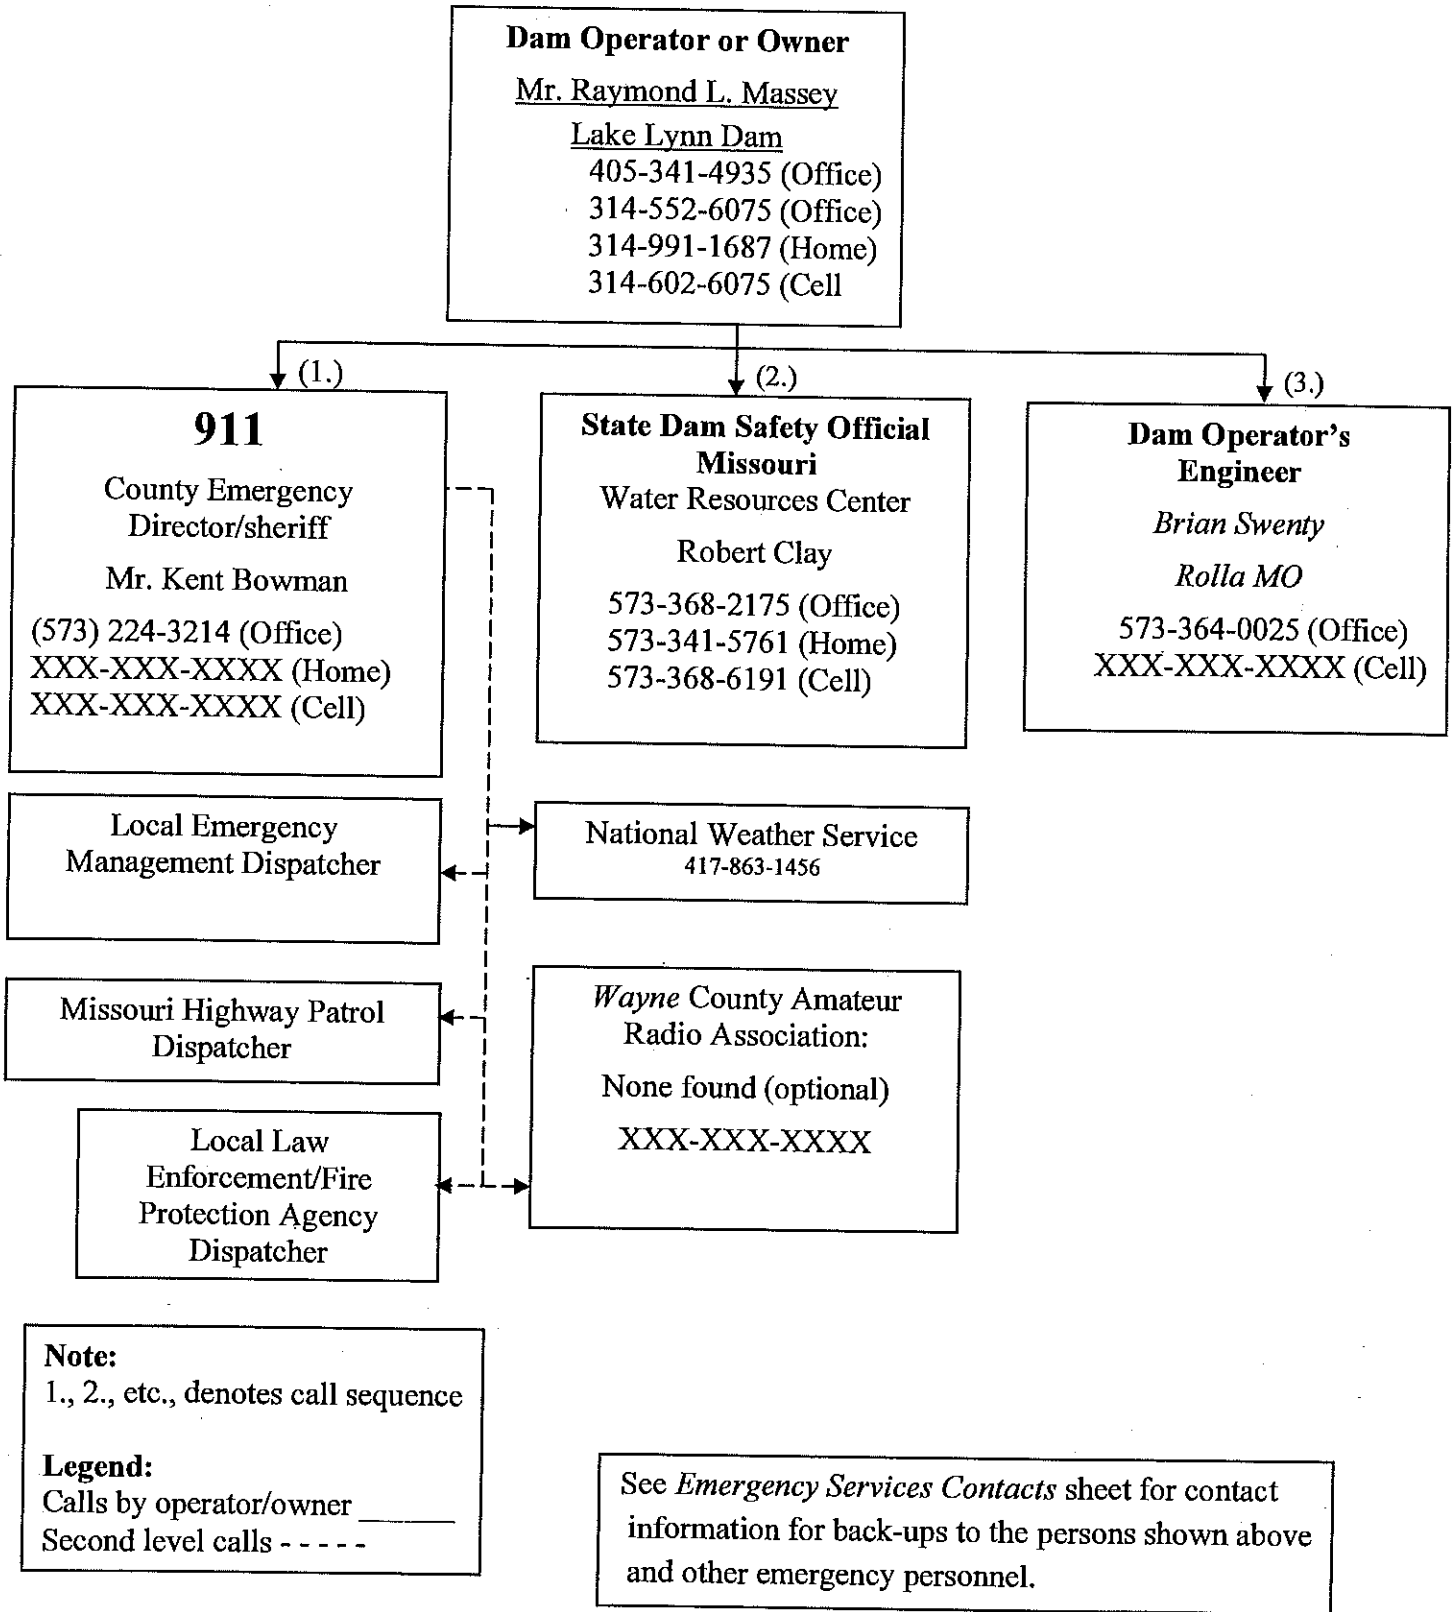 Dam Operator or Owner
Mr. Raymond L. Massey
Lake Lynn Dam
405-341-4935 (Office)
314-552-6075 (Office)
314-991-1687 (Home)
314-602-6075 (Cell
(1.)
(2.)
(3.)
911
County Emergency
Director/sheriff
Mr. Kent Bowman
(573) 224-3214 (Office)
XXX-XXX-XXXX (Home)
XXX-XXX-XXXX (Cell)
State Dam Safety Official
Missouri
Water Resources Center
Robert Clay
573-368-2175 (Office)
573-341-5761 (Home)
573-368-6191 (Cell)
Dam Operator's
Engineer
Brian Swenty
Rolla MO
573-364-0025 (Office)
XXX-XXX-XXXX (Cell)
Local Emergency
Management Dispatcher
National Weather Service
417-863-1456
Missouri Highway Patrol
Dispatcher
Wayne County Amateur
Radio Association:
None found (optional)
XXX-XXX-XXXX
Local Law
Enforcement/Fire
Protection Agency
Dispatcher
Note:
1., 2., etc., denotes call sequence
Legend:
Calls by operator/owner ______
Second level calls - - - - -
See Emergency Services Contacts sheet for contact
information for back-ups to the persons shown above
and other emergency personnel.